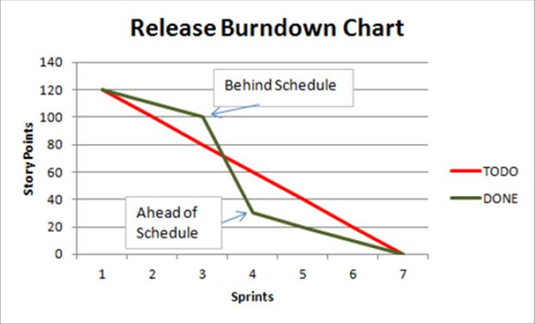 Release Burndown Chart
140
120
100
80
60
40
20
0
Story Points
Behind Schedule
Ahead of
Schedule
TODO
DONE
1 2 3 4 5 6 7
Sprints